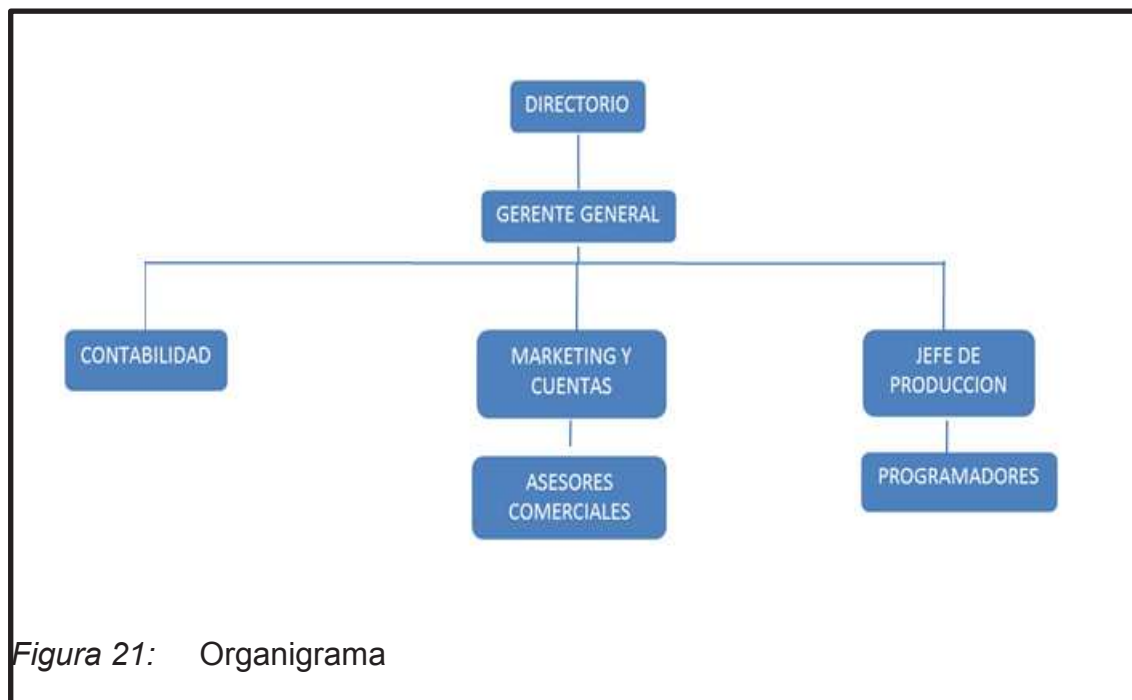 DIRECTORIO
GERENTE GENERAL
CONTABILIDAD
MARKETING Y
CUENTAS
JEFE DE
PRODUCCION
ASESORES
COMERCIALES
PROGRAMADORES
Figura 21: Organigrama